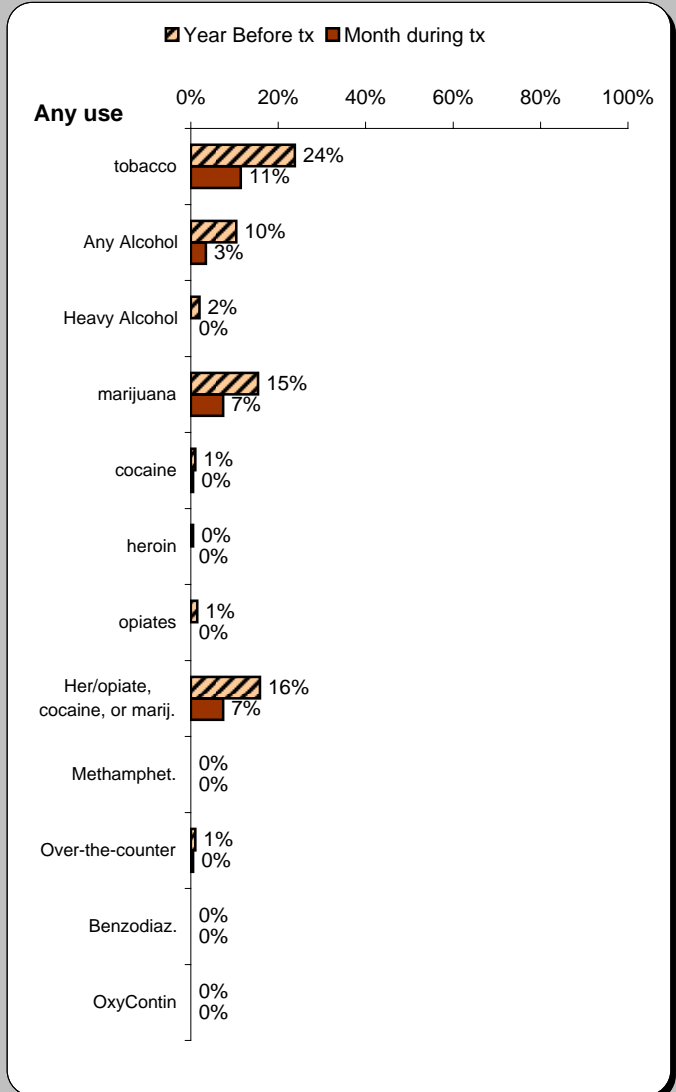 Year Before tx Month during tx
Any use
0% 20% 40% 60% 80% 100%
tobacco 24%
11%
Any Alcohol 10%
3%
Heavy Alcohol 2%
0%
marijuana 15%
7%
cocaine 1%
0%
heroin 0%
0%
opiates 1%
0%
Her/opiate,
cocaine, or marij. 16%
7%
Methamphet. 0%
0%
Over-the-counter 1%
0%
Benzodiaz. 0%
0%
OxyContin 0%
0%